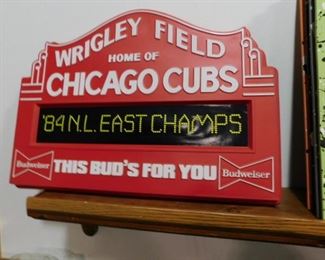 WRIGLEY FIELD
HOME OF
CHICAGO CUBS
'84 N.L. EAST CHAMPS
Budweiser THIS BUD'S FOR YOU Budweiser